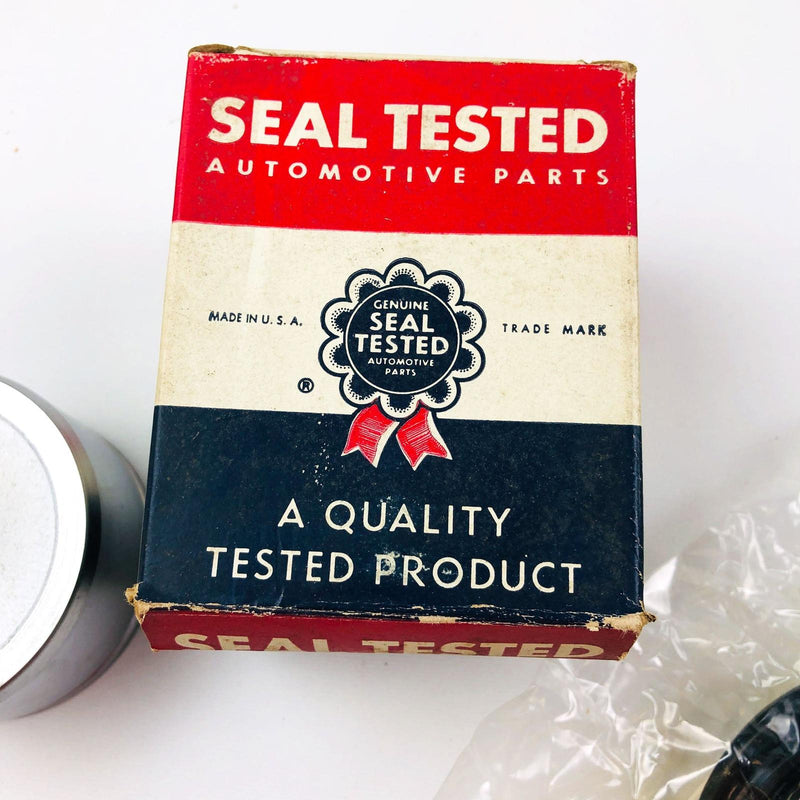 SEAL TESTED
AUTOMOTIVE PARTS
MADE IN U.S.A.
GENUINE
SEAL
TESTED
AUTOMOTIVE
PARTS
TRADE MARK
®
A QUALITY
TESTED PRODUCT
SEAL TESTED